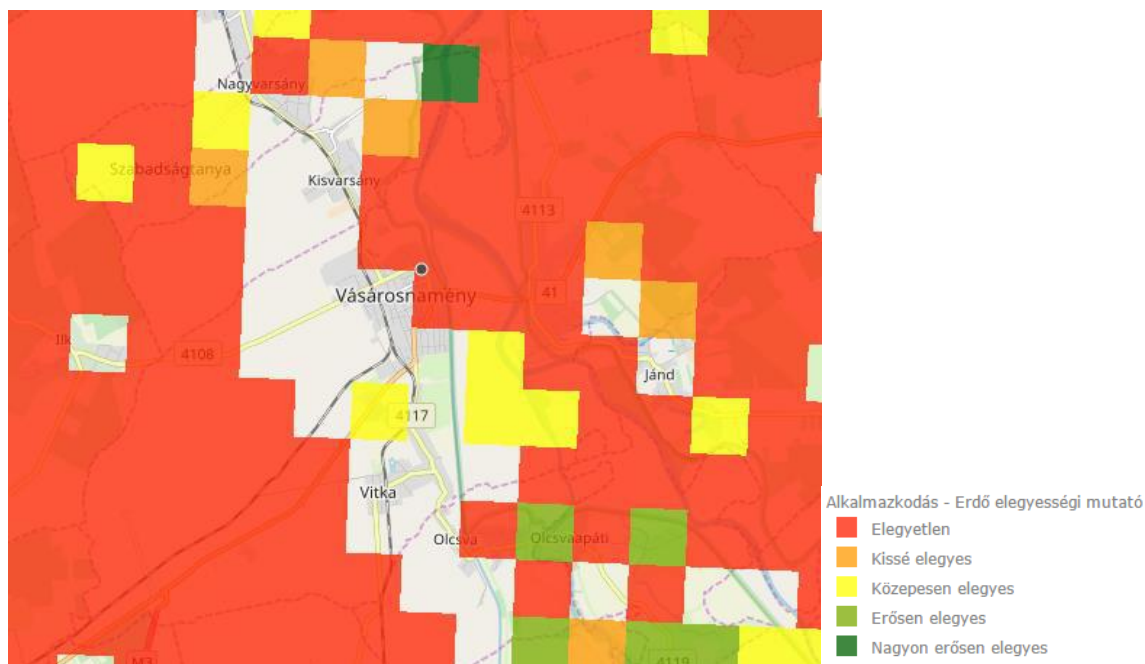 Nagyvarsány
Szabadságtanya
Kisvarsány
4113
Vásárosnamény
41
Ilk
4108
Jánd
4117
Vitka
Olcsva
Olcsvaapáti
M3
4119
Alkalmazkodás - Erdő elegyességi mutató
Elegyetlen
Kissé elegyes
Közepesen elegyes
Erősen elegyes
Nagyon erősen elegyes